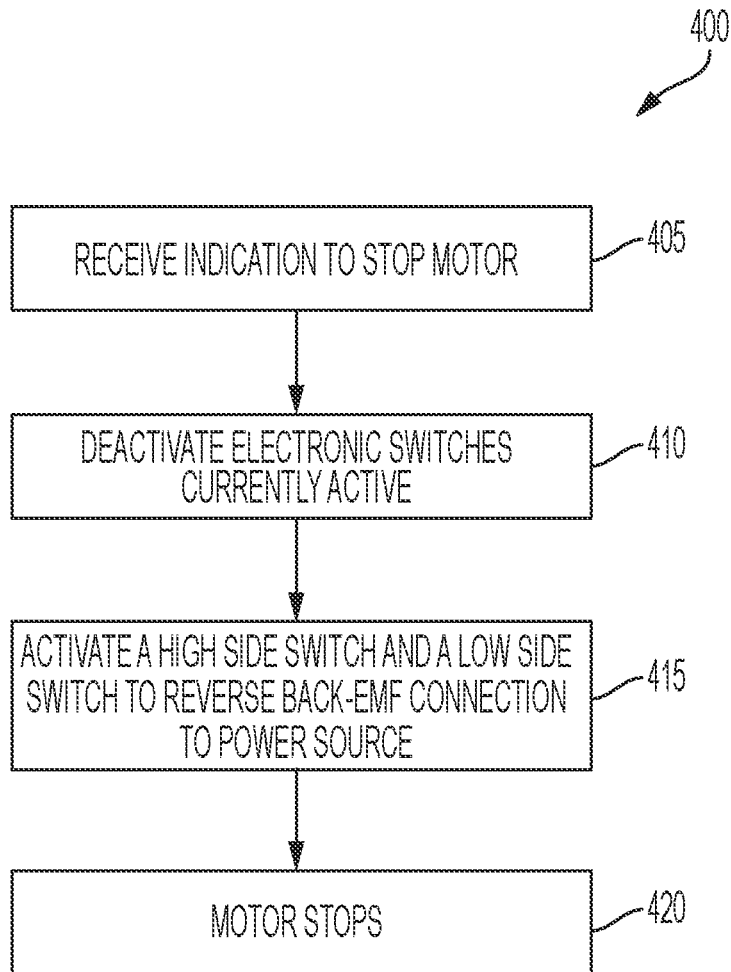 400
RECEIVE INDICATION TO STOP MOTOR
405
DEACTIVATE ELECTRONIC SWITCHES
CURRENTLY ACTIVE
410
ACTIVATE A HIGH SIDE SWITCH AND A LOW SIDE
SWITCH TO REVERSE BACK-EMF CONNECTION
TO POWER SOURCE
415
MOTOR STOPS
420